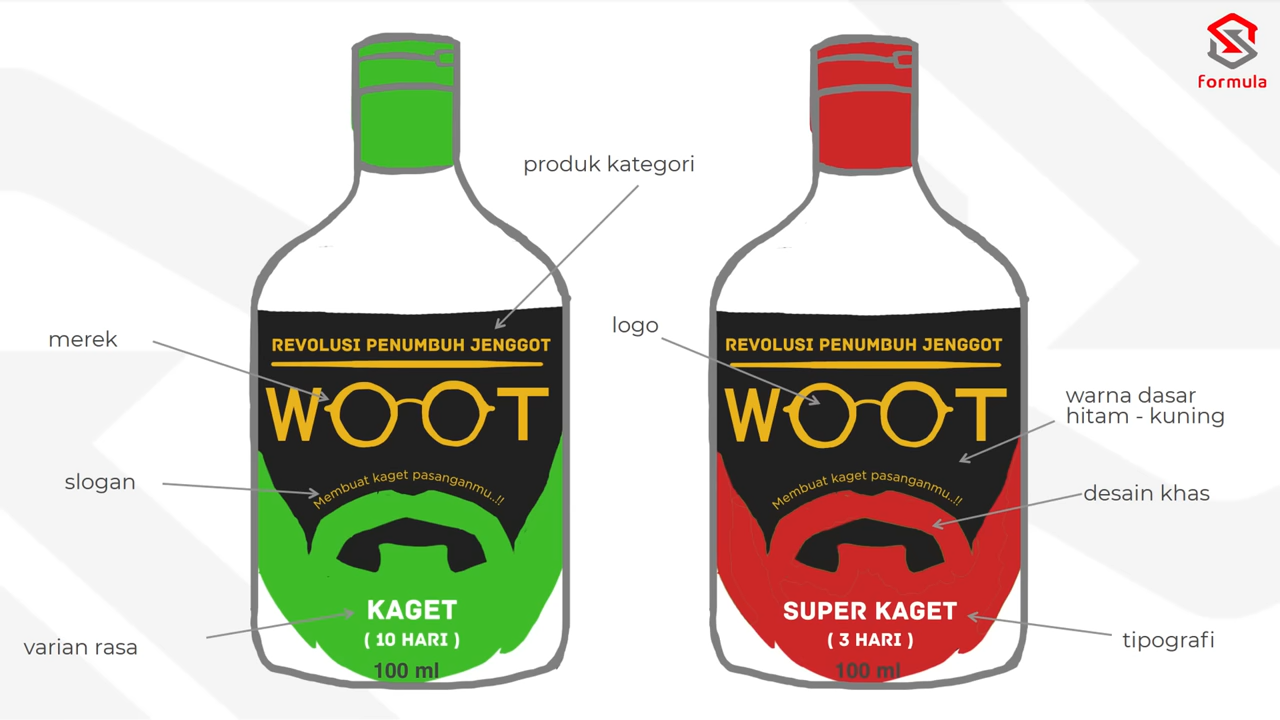 formula
produk kategori
merek
logo
REVOLUSI PENUMBUH JENGGOT
WOOT
Membuat kaget pasanganmu..!!
slogan
KAGET
( 10 HARI )
100 ml
varian rasa
REVOLUSI PENUMBUH JENGGOT
WOOT
Membuat kaget pasanganmu..!!
SUPER KAGET
( 3 HARI )
100 ml
warna dasar
hitam - kuning
desain khas
tipografi